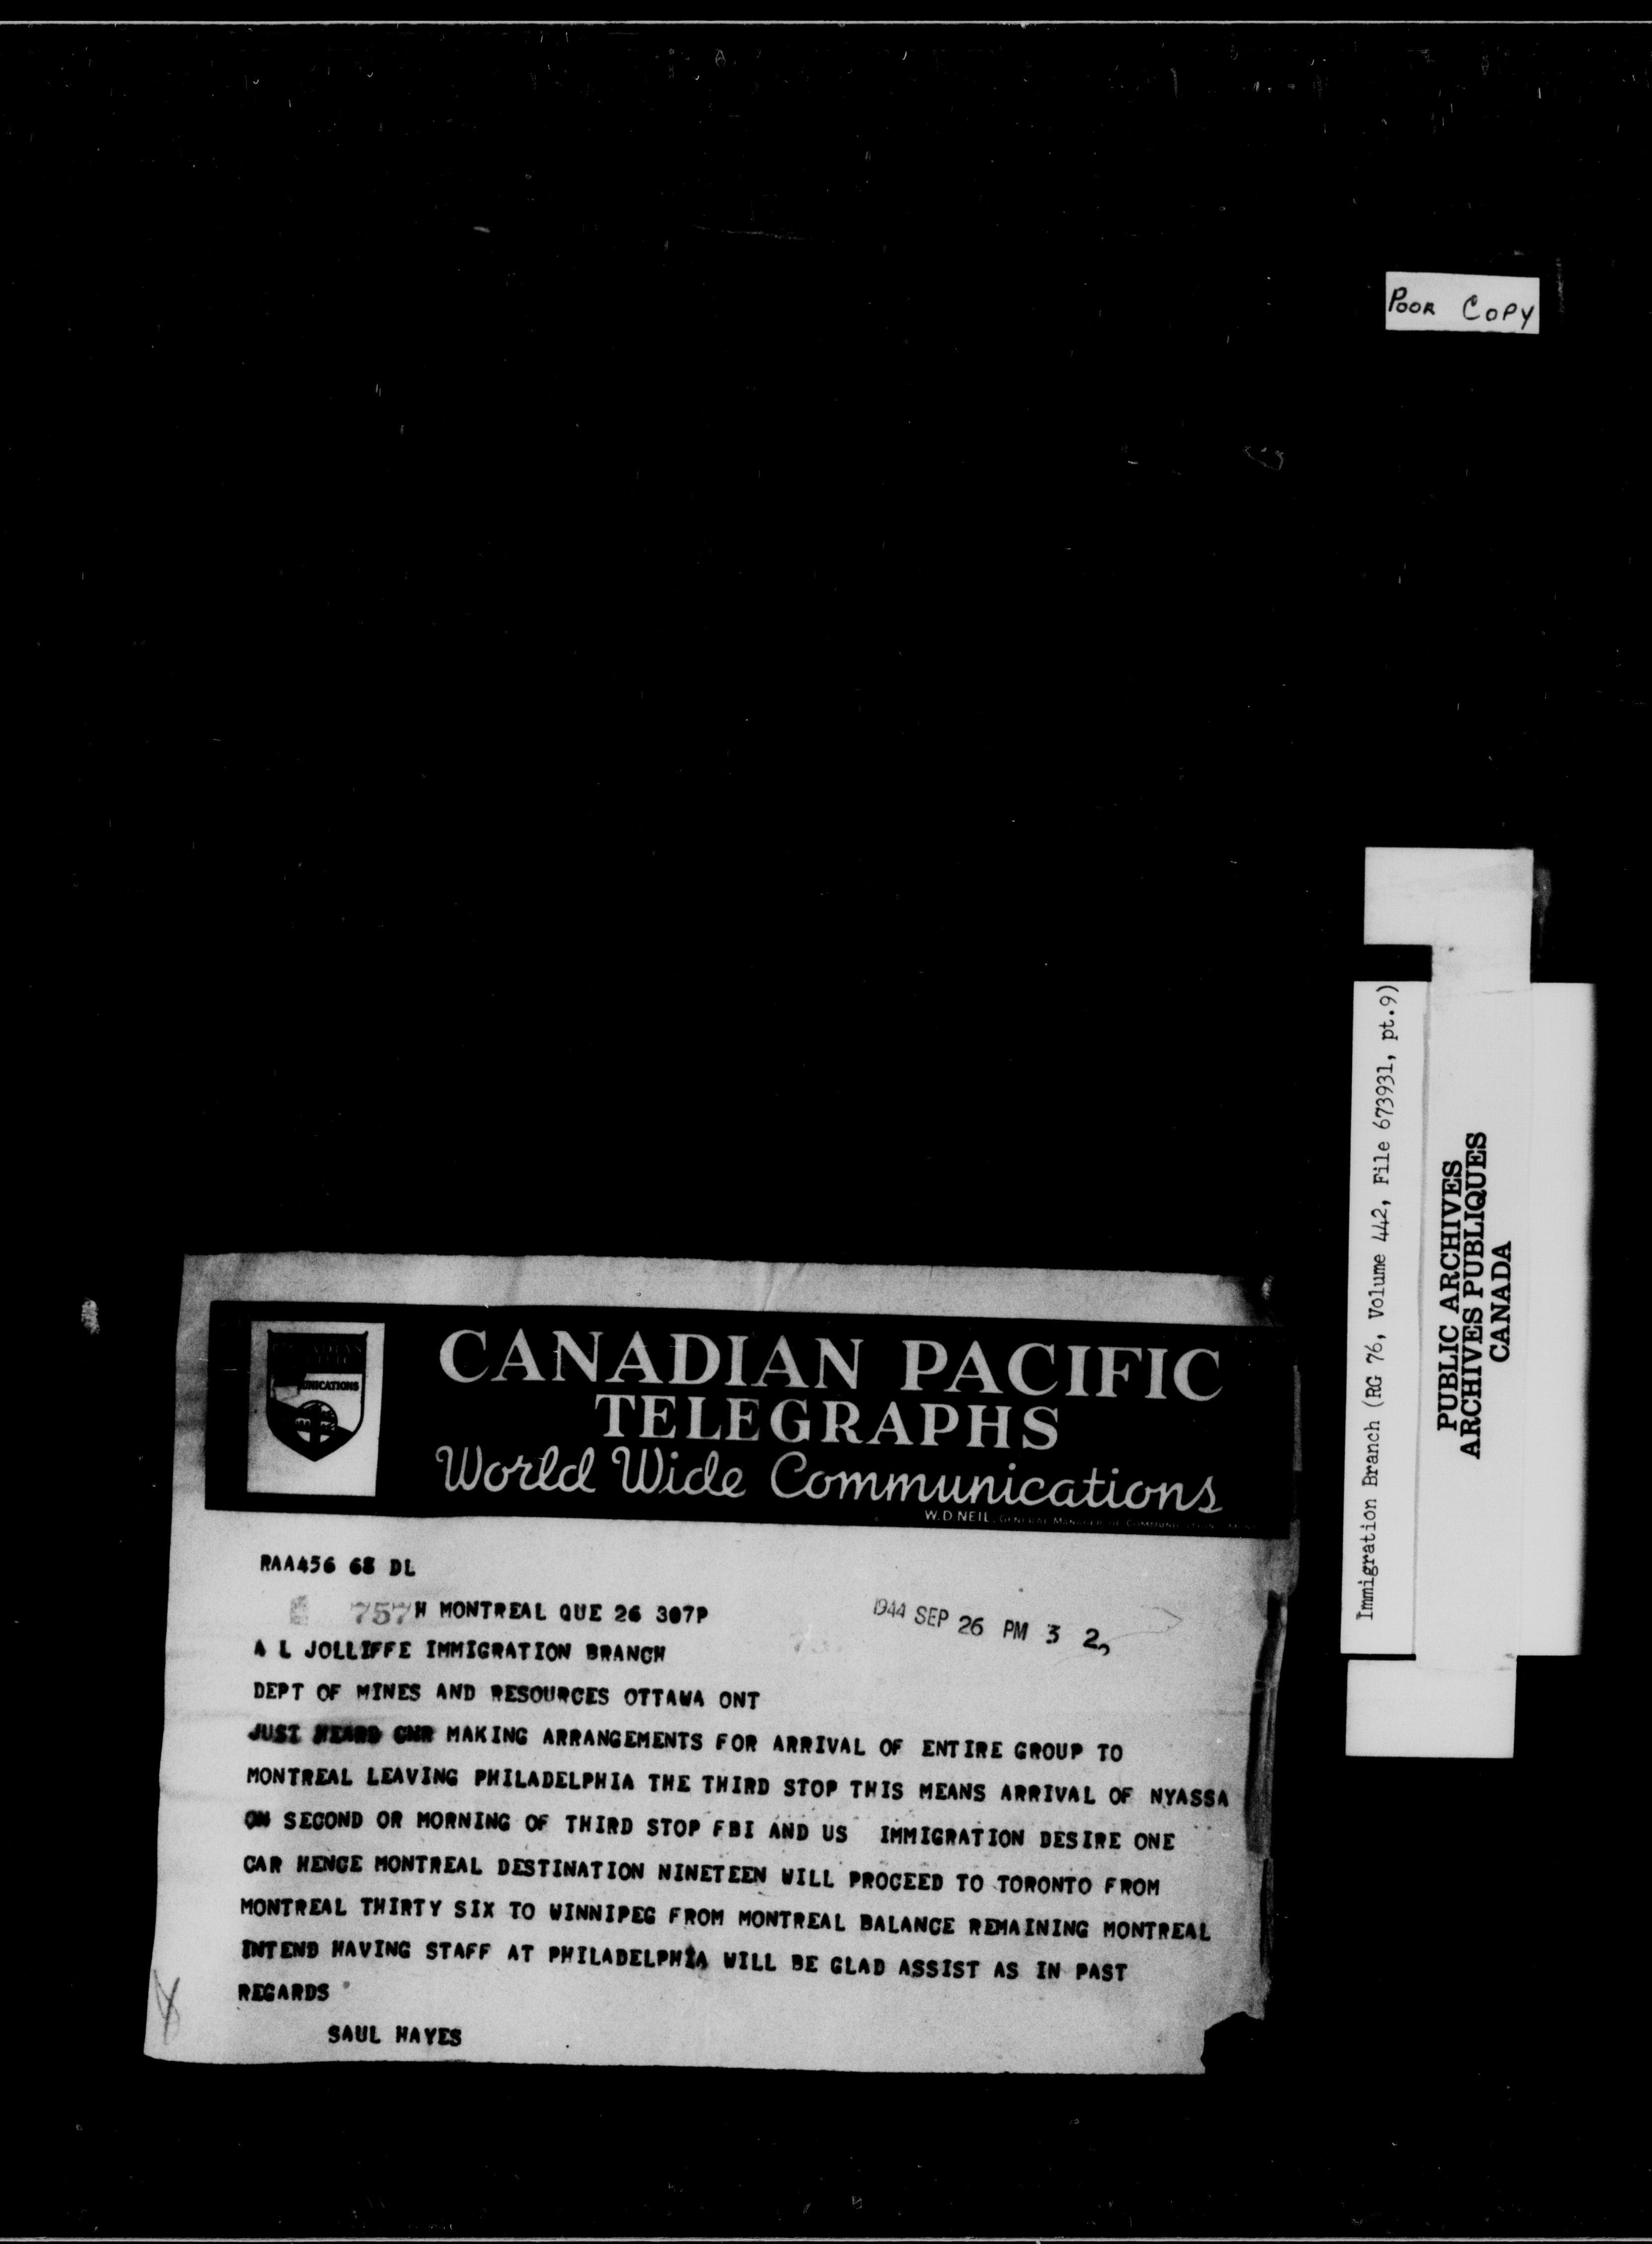 POOR COPY
Immigration Branch (RG 76, Volume 442, File 673931, pt.9)
PUBLIC ARCHIVES
ARCHIVES PUBLIQUES
CANADA
CANADIAN PACIFIC
TELEGRAPHS
World Wide Communications
W.D. NEIL, GENERAL MANAGER OF COMMUNICATIONS
RAA456 68 DL
757 H MONTREAL QUE 26 307P
1944 SEP 26 PM 3 2
A L JOLLIFFE IMMIGRATION BRANCH
DEPT OF MINES AND RESOURCES OTTAWA ONT
JUST HEARD CNR MAKING ARRANGEMENTS FOR ARRIVAL OF ENTIRE GROUP TO
MONTREAL LEAVING PHILADELPHIA THE THIRD STOP THIS MEANS ARRIVAL OF NYASSA
ON SECOND OR MORNING OF THIRD STOP FBI AND US IMMIGRATION DESIRE ONE
CAR HENCE MONTREAL DESTINATION NINETEEN WILL PROCEED TO TORONTO FROM
MONTREAL THIRTY SIX TO WINNIPEG FROM MONTREAL BALANCE REMAINING MONTREAL
INTEND HAVING STAFF AT PHILADELPHIA WILL BE GLAD ASSIST AS IN PAST
REGARDS
SAUL HAYES